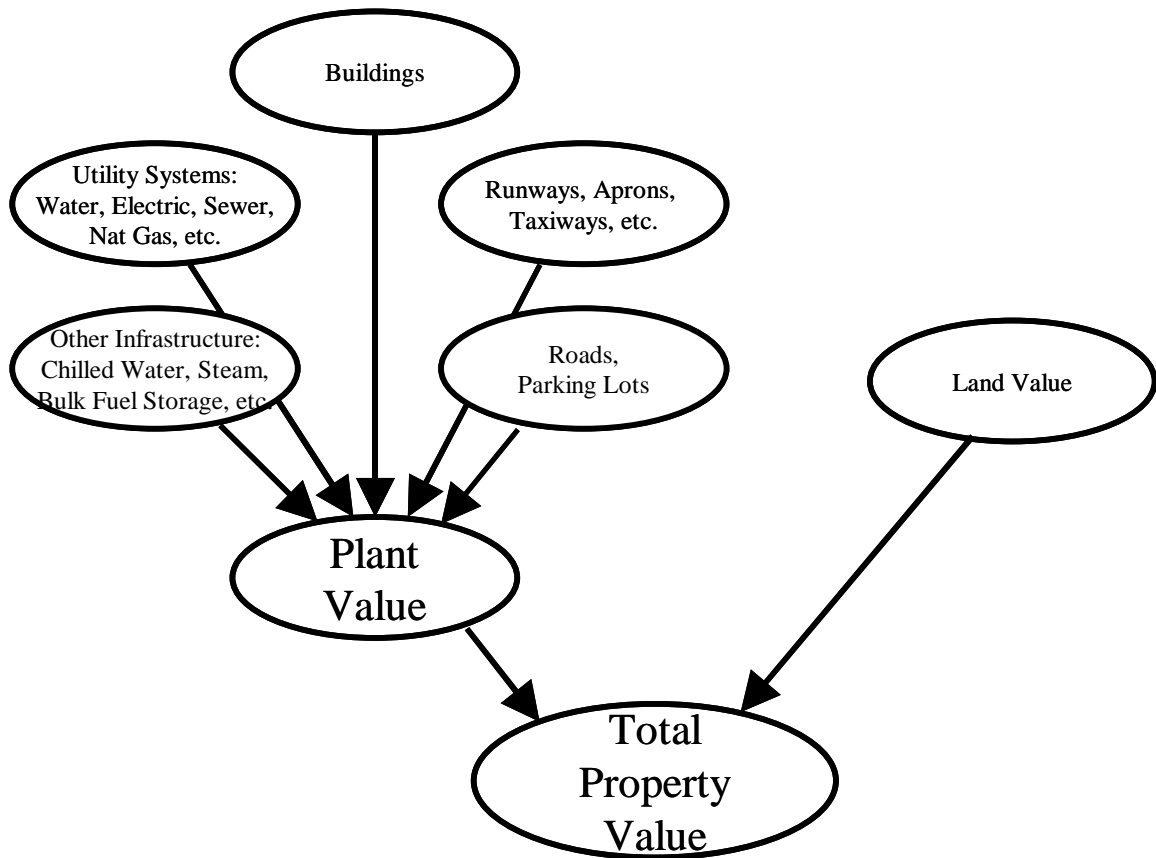 Buildings
Utility Systems:
Water, Electric, Sewer,
Nat Gas, etc.
Runways, Aprons,
Taxiways, etc.
Other Infrastructure:
Chilled Water, Steam,
Bulk Fuel Storage, etc.
Roads,
Parking Lots
Land Value
Plant
Value
Total
Property
Value